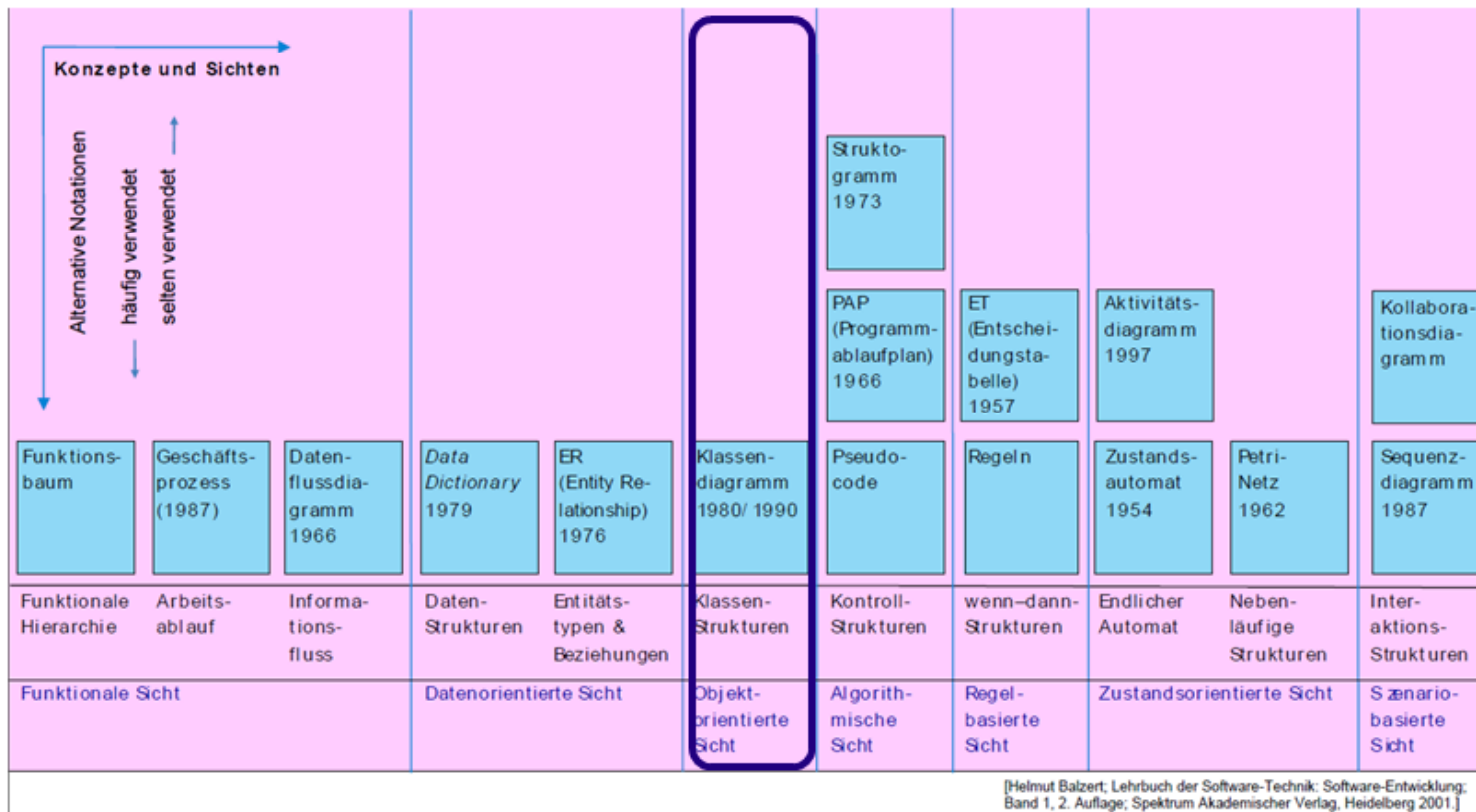 Konzepte und Sichten
Alternative Notationen
häufig verwendet
selten verwendet
Strukto-
gramm
1973
PAP
(Programm-
ablaufplan)
1966
ET
(Entschei-
dungsta-
belle)
1957
Aktivitäts-
diagramm
1997
Kollabora-
tionsdia-
gramm
Funktions-
baum
Geschäfts-
prozess
(1987)
Daten-
flussdia-
gramm
1966
Data
Dictionary
1979
ER
(Entity Re-
lationship)
1976
Klassen-
diagramm
1980/ 1990
Pseudo-
code
Regeln
Zustands-
automat
1954
Petri-
Netz
1962
Sequenz-
diagramm
1987
Funktionale
Hierarchie
Arbeits-
ablauf
Informa-
tions-
fluss
Daten-
Strukturen
Entitäts-
typen &
Beziehungen
Klassen-
Strukturen
Kontroll-
Strukturen
wenn–dann-
Strukturen
Endlicher
Automat
Neben-
läufige
Strukturen
Inter-
aktions-
Strukturen
Funktionale Sicht
Datenorientierte Sicht
Objekt-
orientierte
Sicht
Algorith-
mische
Sicht
Regel-
basierte
Sicht
Zustandsorientierte Sicht
Szenario-
basierte
Sicht
[Helmut Balzert; Lehrbuch der Software-Technik: Software-Entwicklung;
Band 1, 2. Auflage; Spektrum Akademischer Verlag, Heidelberg 2001.]